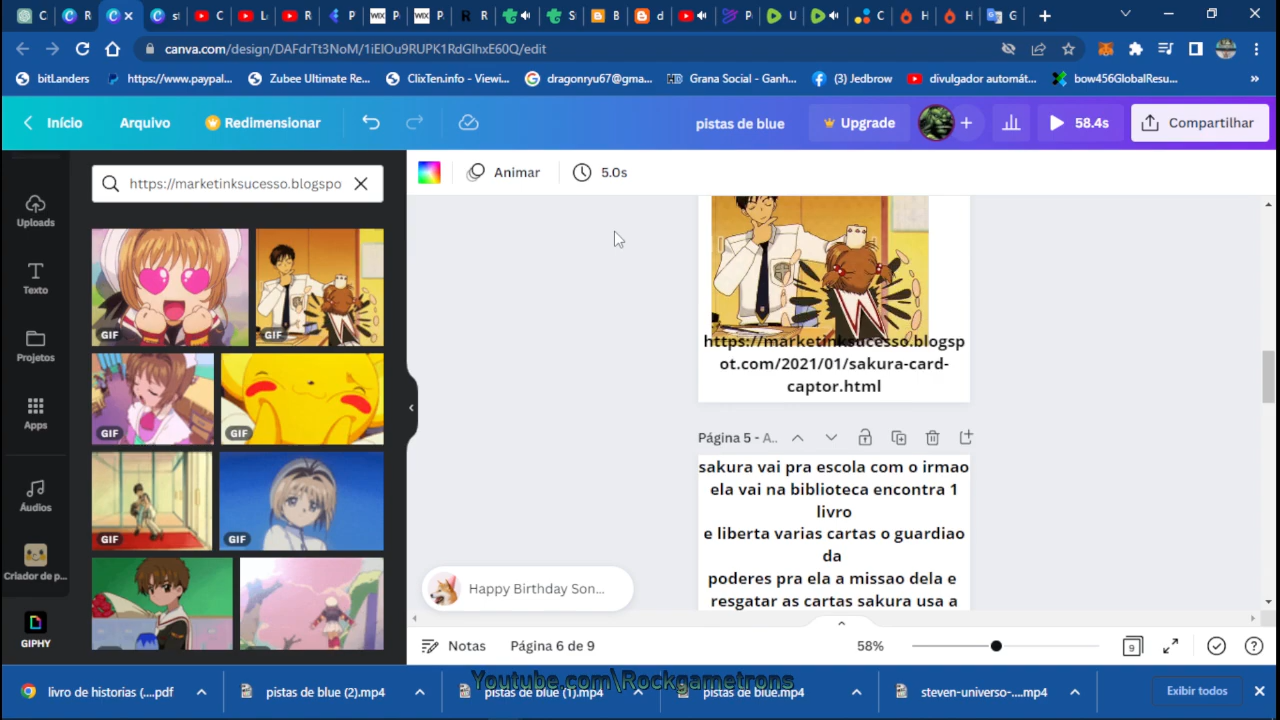 canva.com/design/DAFdrTt3NoM/1iEIOu9RUPK1RdGlhxE60Q/edit
bitLanders
https://www.paypal...
Zubee Ultimate Re...
ClixTen.info - Viewi...
dragonryu67@gma...
Grana Social - Ganh...
(3) Jedbrow
divulgador automát...
bow456GlobalResu...
»
Início
Arquivo
Redimensionar
pistas de blue
Upgrade
58.4s
Compartilhar
https://marketinksucesso.blogspo
Animar
5.0s
Uploads
Texto
Projetos
Apps
Áudios
Criador de p...
GIPHY
GIF
GIF
GIF
GIF
GIF
GIF
https://marketinksucesso.blogsp
ot.com/2021/01/sakura-card-
captor.html
Página 5 - A..
sakura vai pra escola com o irmao
ela vai na biblioteca encontra 1
livro
e liberta varias cartas o guardiao
da
poderes pra ela a missao dela e
resgatar as cartas sakura usa a
Happy Birthday Son...
Notas
Página 6 de 9
58%
9
livro de historias (....pdf
pistas de blue (2).mp4
pistas de blue (1).mp4
pistas de blue.mp4
steven-universo-....mp4
Exibir todos
Youtube.com\Rockgametrons